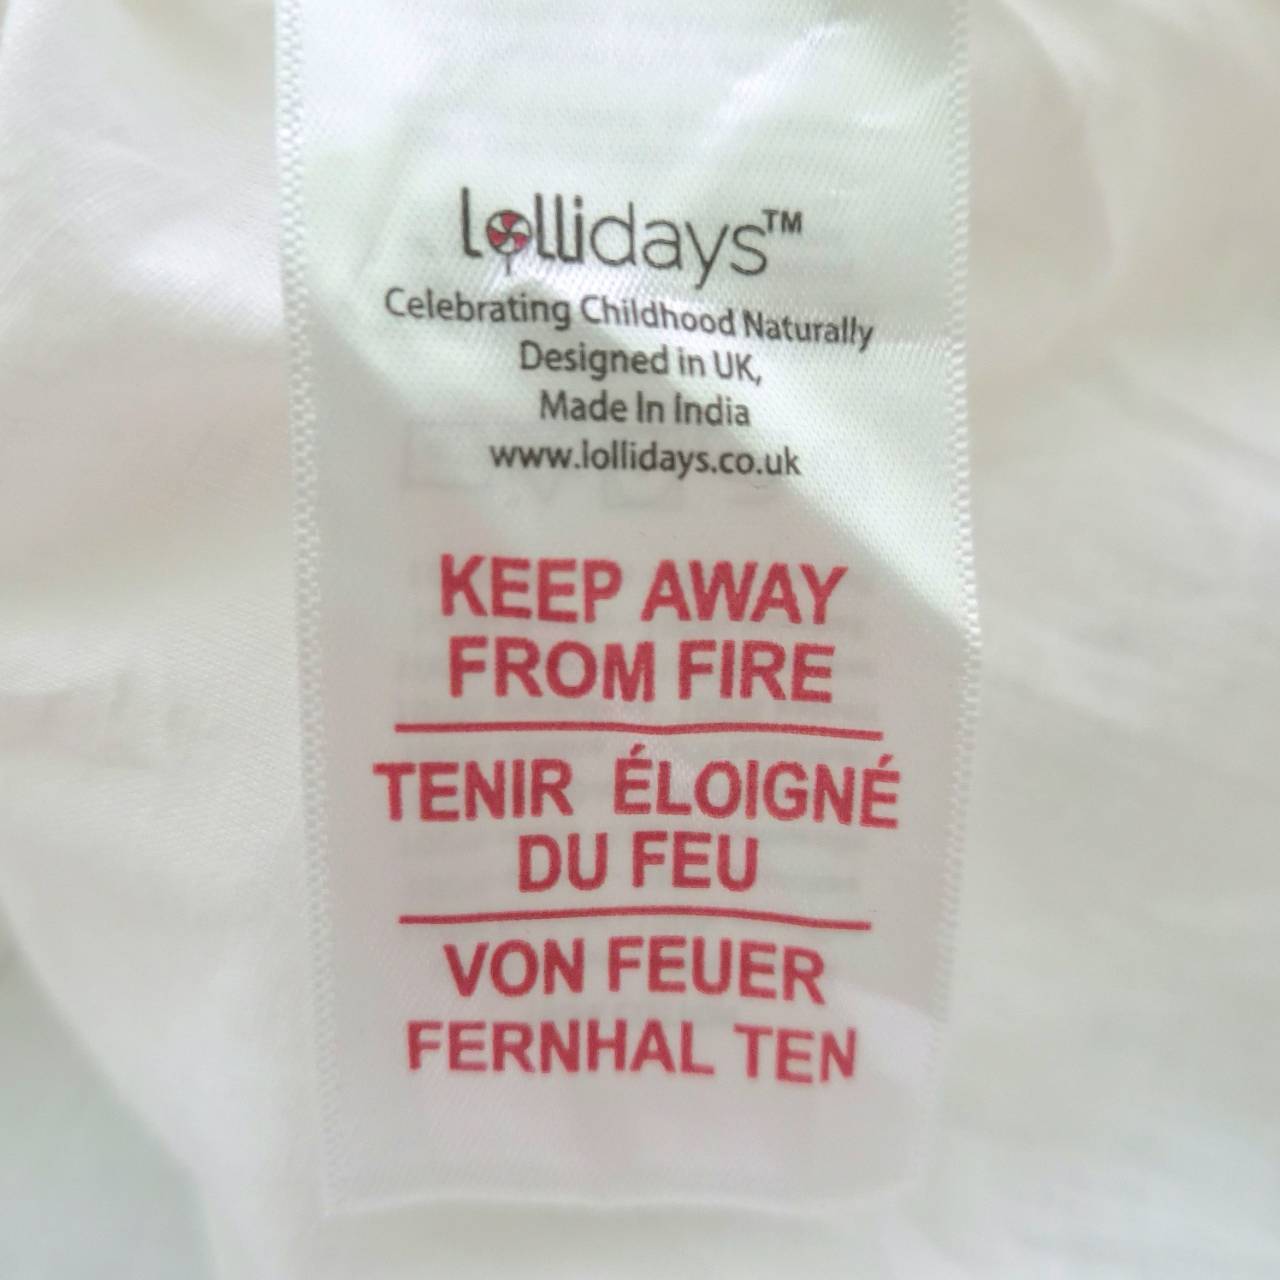 lollidays™
Celebrating Childhood Naturally
Designed in UK,
Made In India
www.lollidays.co.uk
KEEP AWAY
FROM FIRE
TENIR ÉLOIGNÉ
DU FEU
VON FEUER
FERNHAL TEN